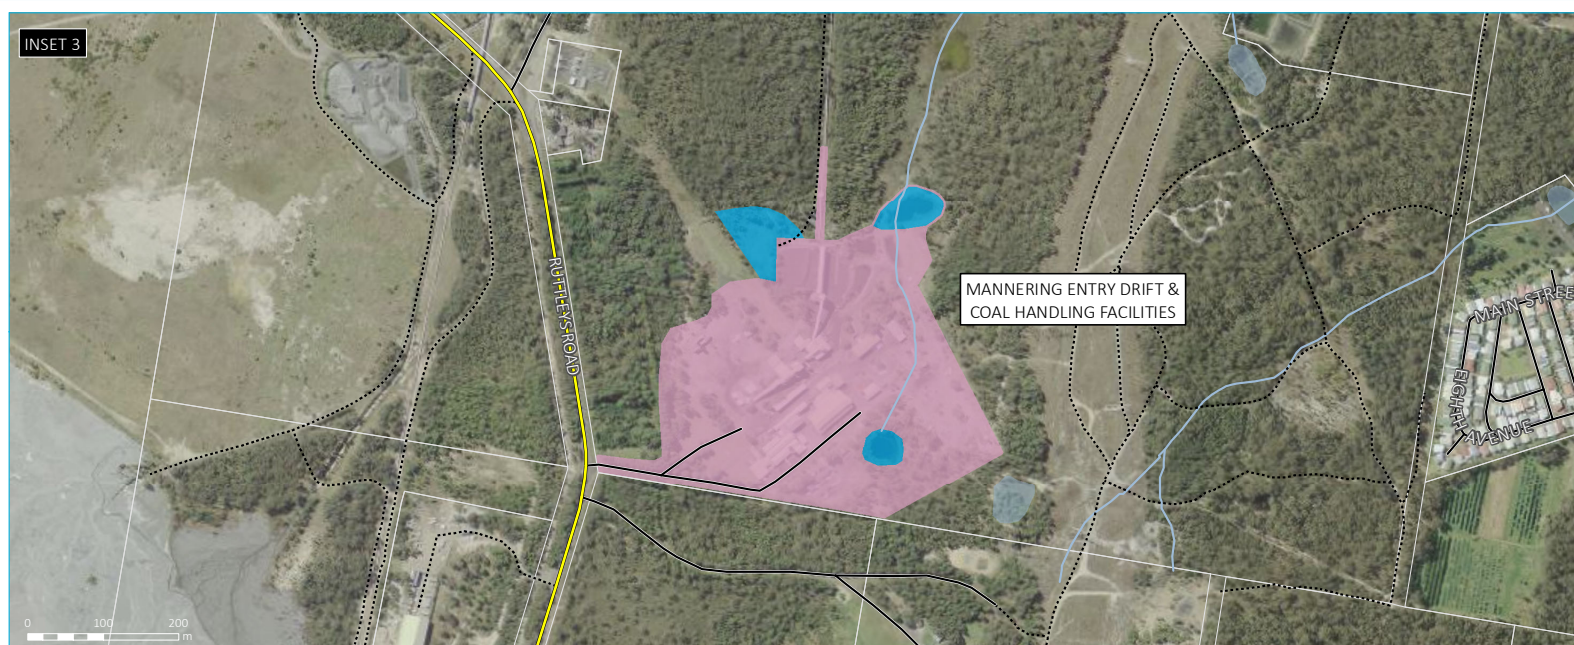 INSET 3
RUTTLEYS ROAD
MANNERING ENTRY DRIFT &
COAL HANDLING FACILITIES
MAIN STREE
EIGHTH AVENUE
0 100 200
m